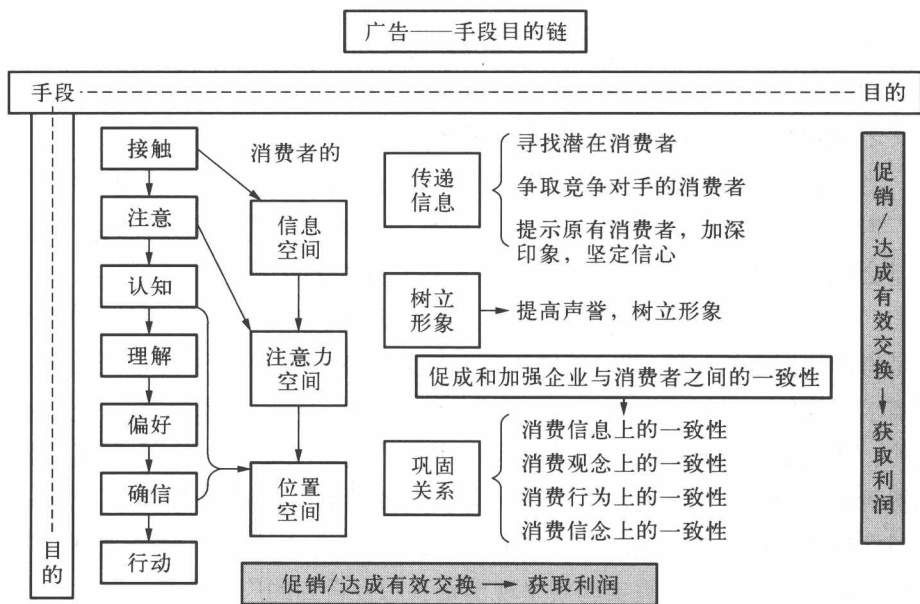 广告——手段目的链
手段
目的
目的
接触
注意
认知
理解
偏好
确信
行动
消费者的
信息
空间
注意力
空间
位置
空间
传递
信息
寻找潜在消费者
争取竞争对手的消费者
提示原有消费者，加深
印象，坚定信心
树立
形象
提高声誉，树立形象
促成和加强企业与消费者之间的一致性
巩固
关系
消费信息上的一致性
消费观念上的一致性
消费行为上的一致性
消费信念上的一致性
促销/达成有效交换→获取利润
促销/达成有效交换→获取利润